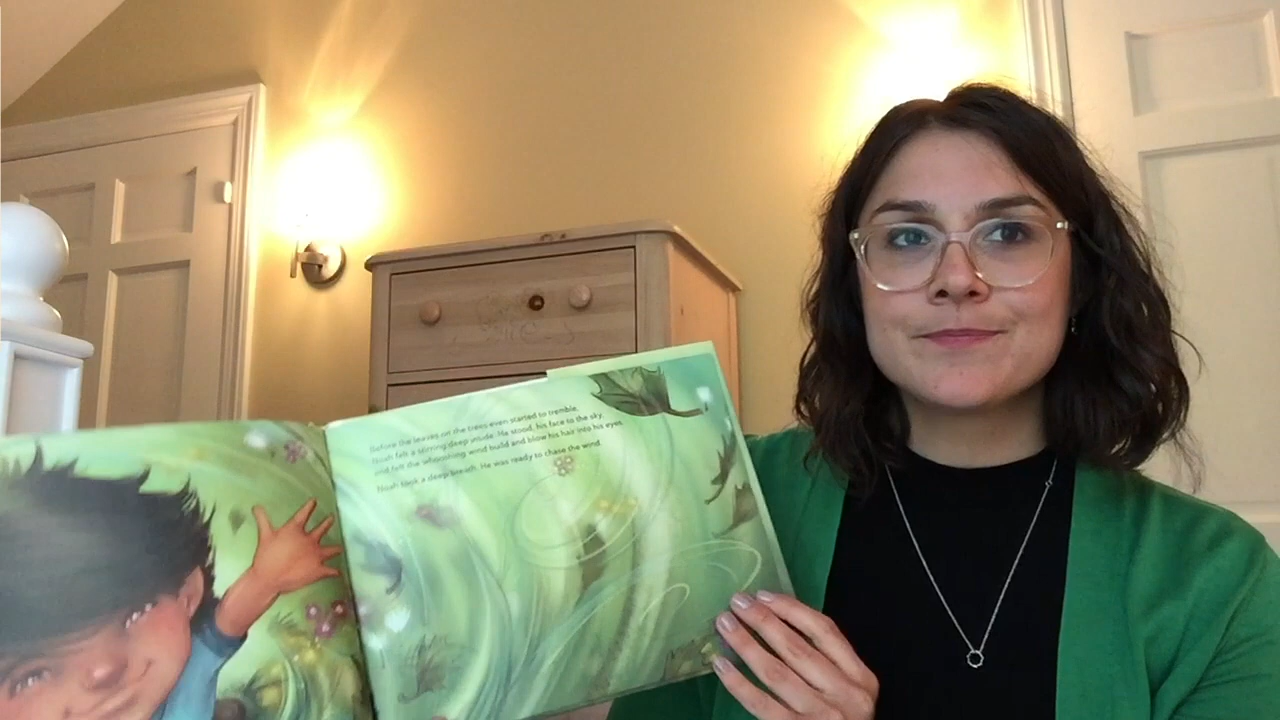 Before the leaves on the trees even started to tremble,
Noah felt a stirring deep inside. He stood, his face to the sky,
and felt the whooshing wind build and blow his hair into his eyes.
Noah took a deep breath. He was ready to chase the wind.